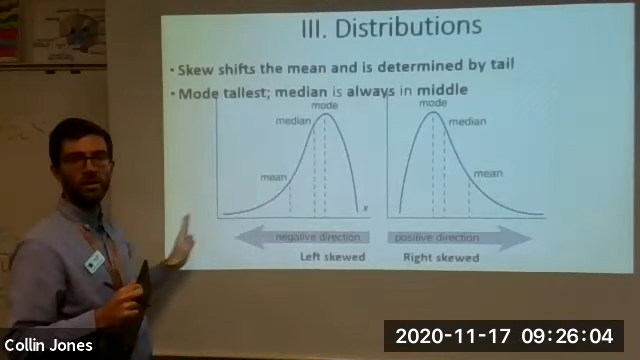 III. Distributions
• Skew shifts the mean and is determined by tail
• Mode tallest; median is always in middle
mode
median
mean
x
negative direction
Left skewed
mode
median
mean
positive direction
Right skewed
Collin Jones
2020-11-17 09:26:04